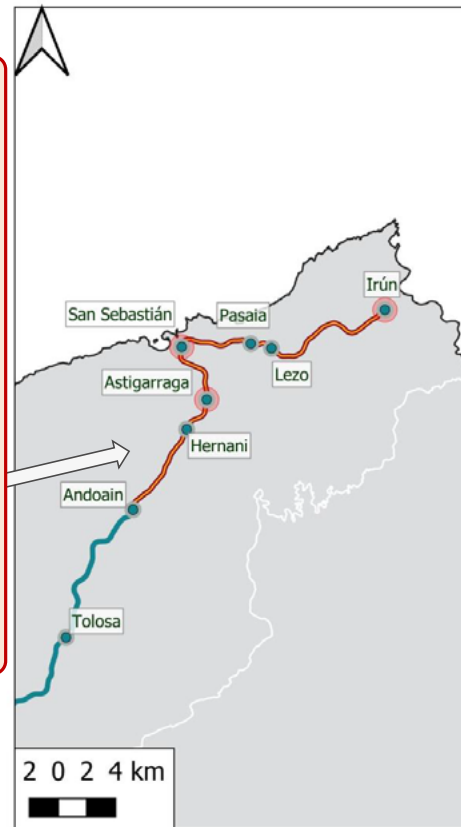 Irún
San Sebastián
Pasaia
Lezo
Astigarraga
Hernani
Andoain
Tolosa
2 0 2 4 km